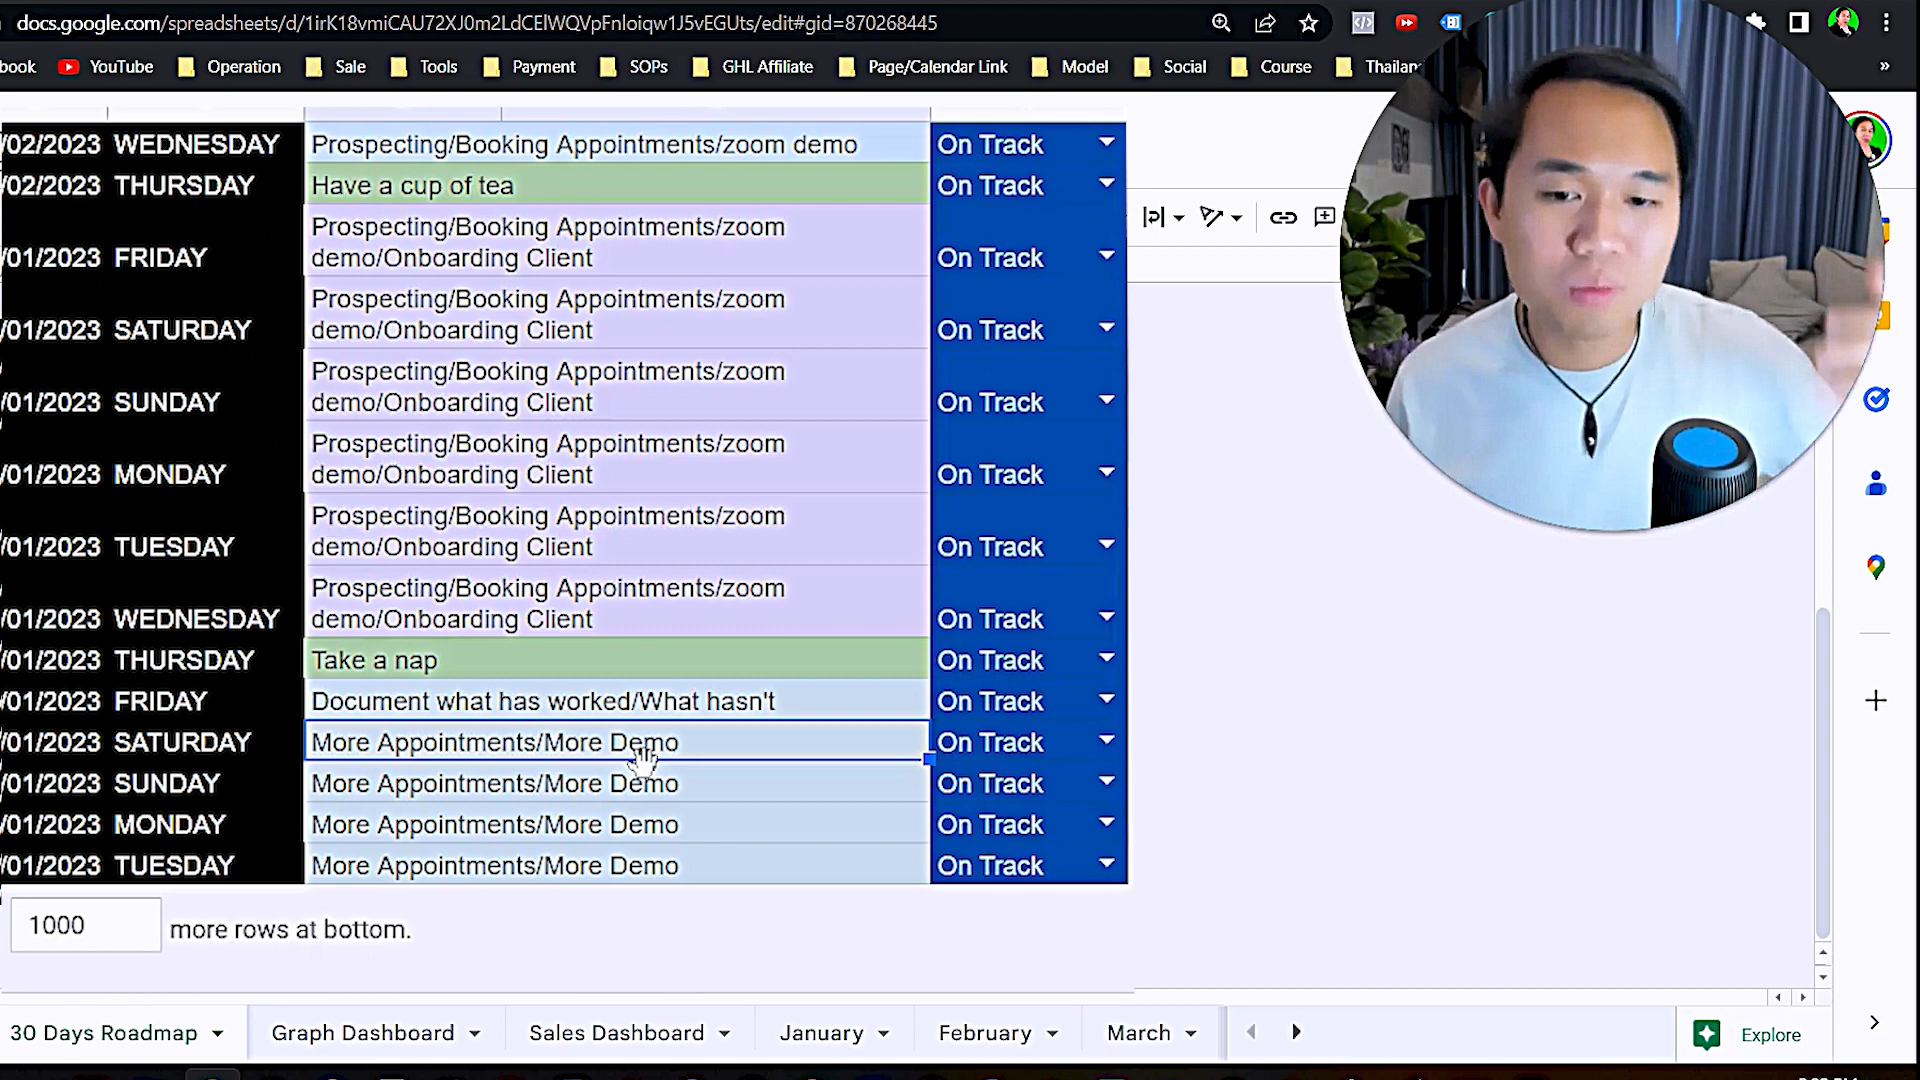 docs.google.com/spreadsheets/d/1irK18vmiCAU72XJ0m2LdCElWQVpFnloiqw1J5vEGUts/edit#gid=870268445
book YouTube Operation Sale Tools Payment SOPs GHL Affiliate Page/Calendar Link Model Social Course Thailan »
/02/2023 WEDNESDAY Prospecting/Booking Appointments/zoom demo On Track
/02/2023 THURSDAY Have a cup of tea On Track
Prospecting/Booking Appointments/zoom
/01/2023 FRIDAY demo/Onboarding Client On Track
Prospecting/Booking Appointments/zoom
/01/2023 SATURDAY demo/Onboarding Client On Track
Prospecting/Booking Appointments/zoom
/01/2023 SUNDAY demo/Onboarding Client On Track
Prospecting/Booking Appointments/zoom
/01/2023 MONDAY demo/Onboarding Client On Track
Prospecting/Booking Appointments/zoom
/01/2023 TUESDAY demo/Onboarding Client On Track
Prospecting/Booking Appointments/zoom
/01/2023 WEDNESDAY demo/Onboarding Client On Track
/01/2023 THURSDAY Take a nap On Track
/01/2023 FRIDAY Document what has worked/What hasn't On Track
/01/2023 SATURDAY More Appointments/More Demo On Track
/01/2023 SUNDAY More Appointments/More Demo On Track
/01/2023 MONDAY More Appointments/More Demo On Track
/01/2023 TUESDAY More Appointments/More Demo On Track
1000 more rows at bottom.
30 Days Roadmap Graph Dashboard Sales Dashboard January February March Explore